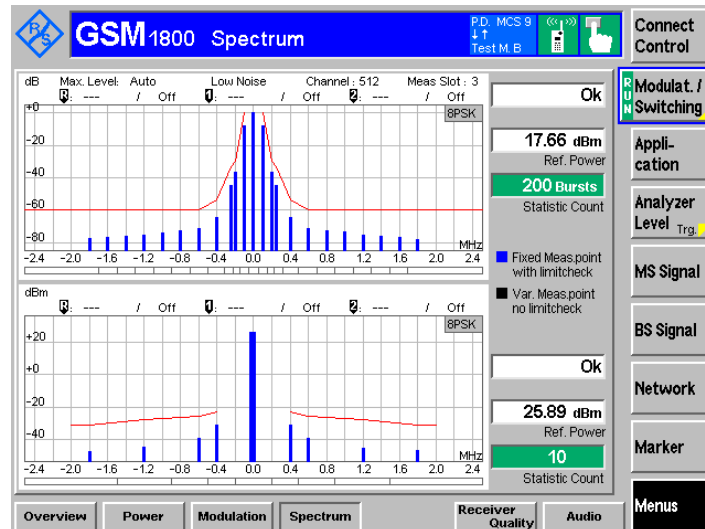 R/S
GSM 1800 Spectrum
P.D. MCS 9
↓↑
Test M. B
Connect Control
RUN Modulat. / Switching
Appli-cation
Analyzer Level Trg.
MS Signal
BS Signal
Network
Marker
Menus
dB Max. Level: Auto Low Noise Channel : 512 Meas Slot : 3
R: --- / Off 1: --- / Off 2: --- / Off
8PSK
+0
-20
-40
-60
-80
MHz
-2.4 -2.0 -1.6 -1.2 -0.8 -0.4 0.0 0.4 0.8 1.2 1.6 2.0 2.4
Ok
17.66 dBm
Ref. Power
200 Bursts
Statistic Count
Fixed Meas.point
with limitcheck
Var. Meas.point
no limitcheck
dBm
R: --- / Off 1: --- / Off 2: --- / Off
8PSK
+20
+0
-20
-40
MHz
-2.4 -2.0 -1.6 -1.2 -0.8 -0.4 0.0 0.4 0.8 1.2 1.6 2.0 2.4
Ok
25.89 dBm
Ref. Power
10
Statistic Count
Overview Power Modulation Spectrum Receiver Quality Audio